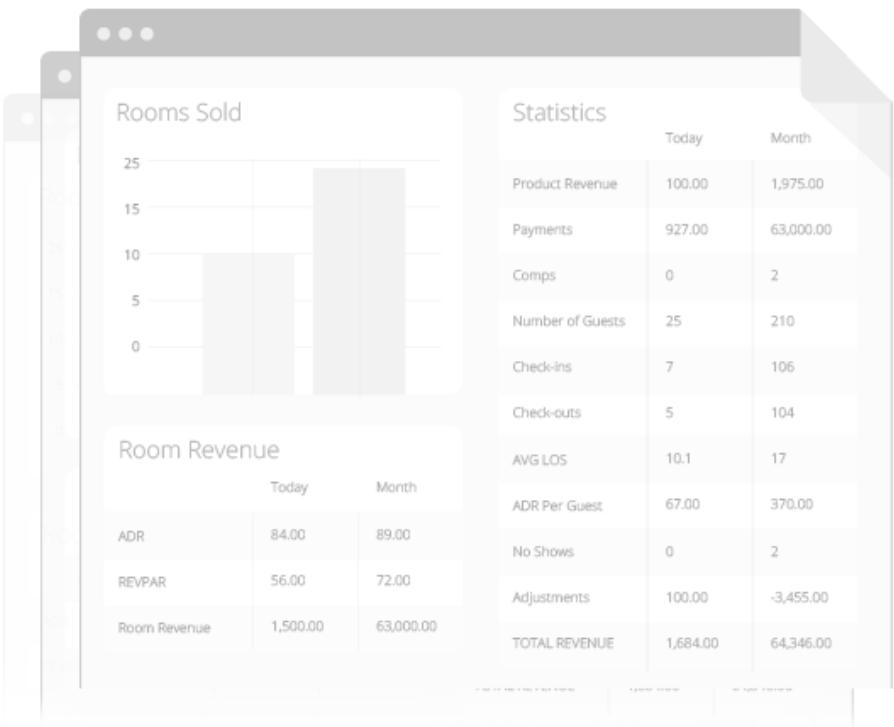 Rooms Sold
25
15
10
5
0
Room Revenue
Today Month
ADR 84.00 89.00
REVPAR 56.00 72.00
Room Revenue 1,500.00 63,000.00
Statistics
Today Month
Product Revenue 100.00 1,975.00
Payments 927.00 63,000.00
Comps 0 2
Number of Guests 25 210
Check-ins 7 106
Check-outs 5 104
AVG LOS 10.1 17
ADR Per Guest 67.00 370.00
No Shows 0 2
Adjustments 100.00 -3,455.00
TOTAL REVENUE 1,684.00 64,346.00